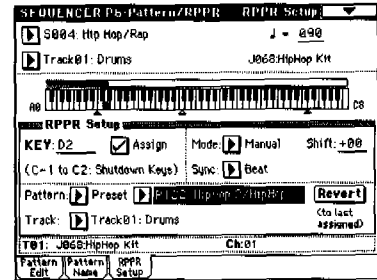 SEQUENCER P6:Pattern/RPPR RPPR Setup
S004: Hip Hop/Rap ♩ = 090
Track01: Drums J068:HipHop Kit
A0 C8
RPPR Setup
KEY: D2 Assign Mode: Manual Shift: +00
(C-1 to C2: Shutdown Keys) Sync: Beat
Pattern: Preset Revert
Track: Track01: Drums (to last assigned)
T01: J068:HipHop Kit Ch:01
Pattern Edit Pattern Name RPPR Setup